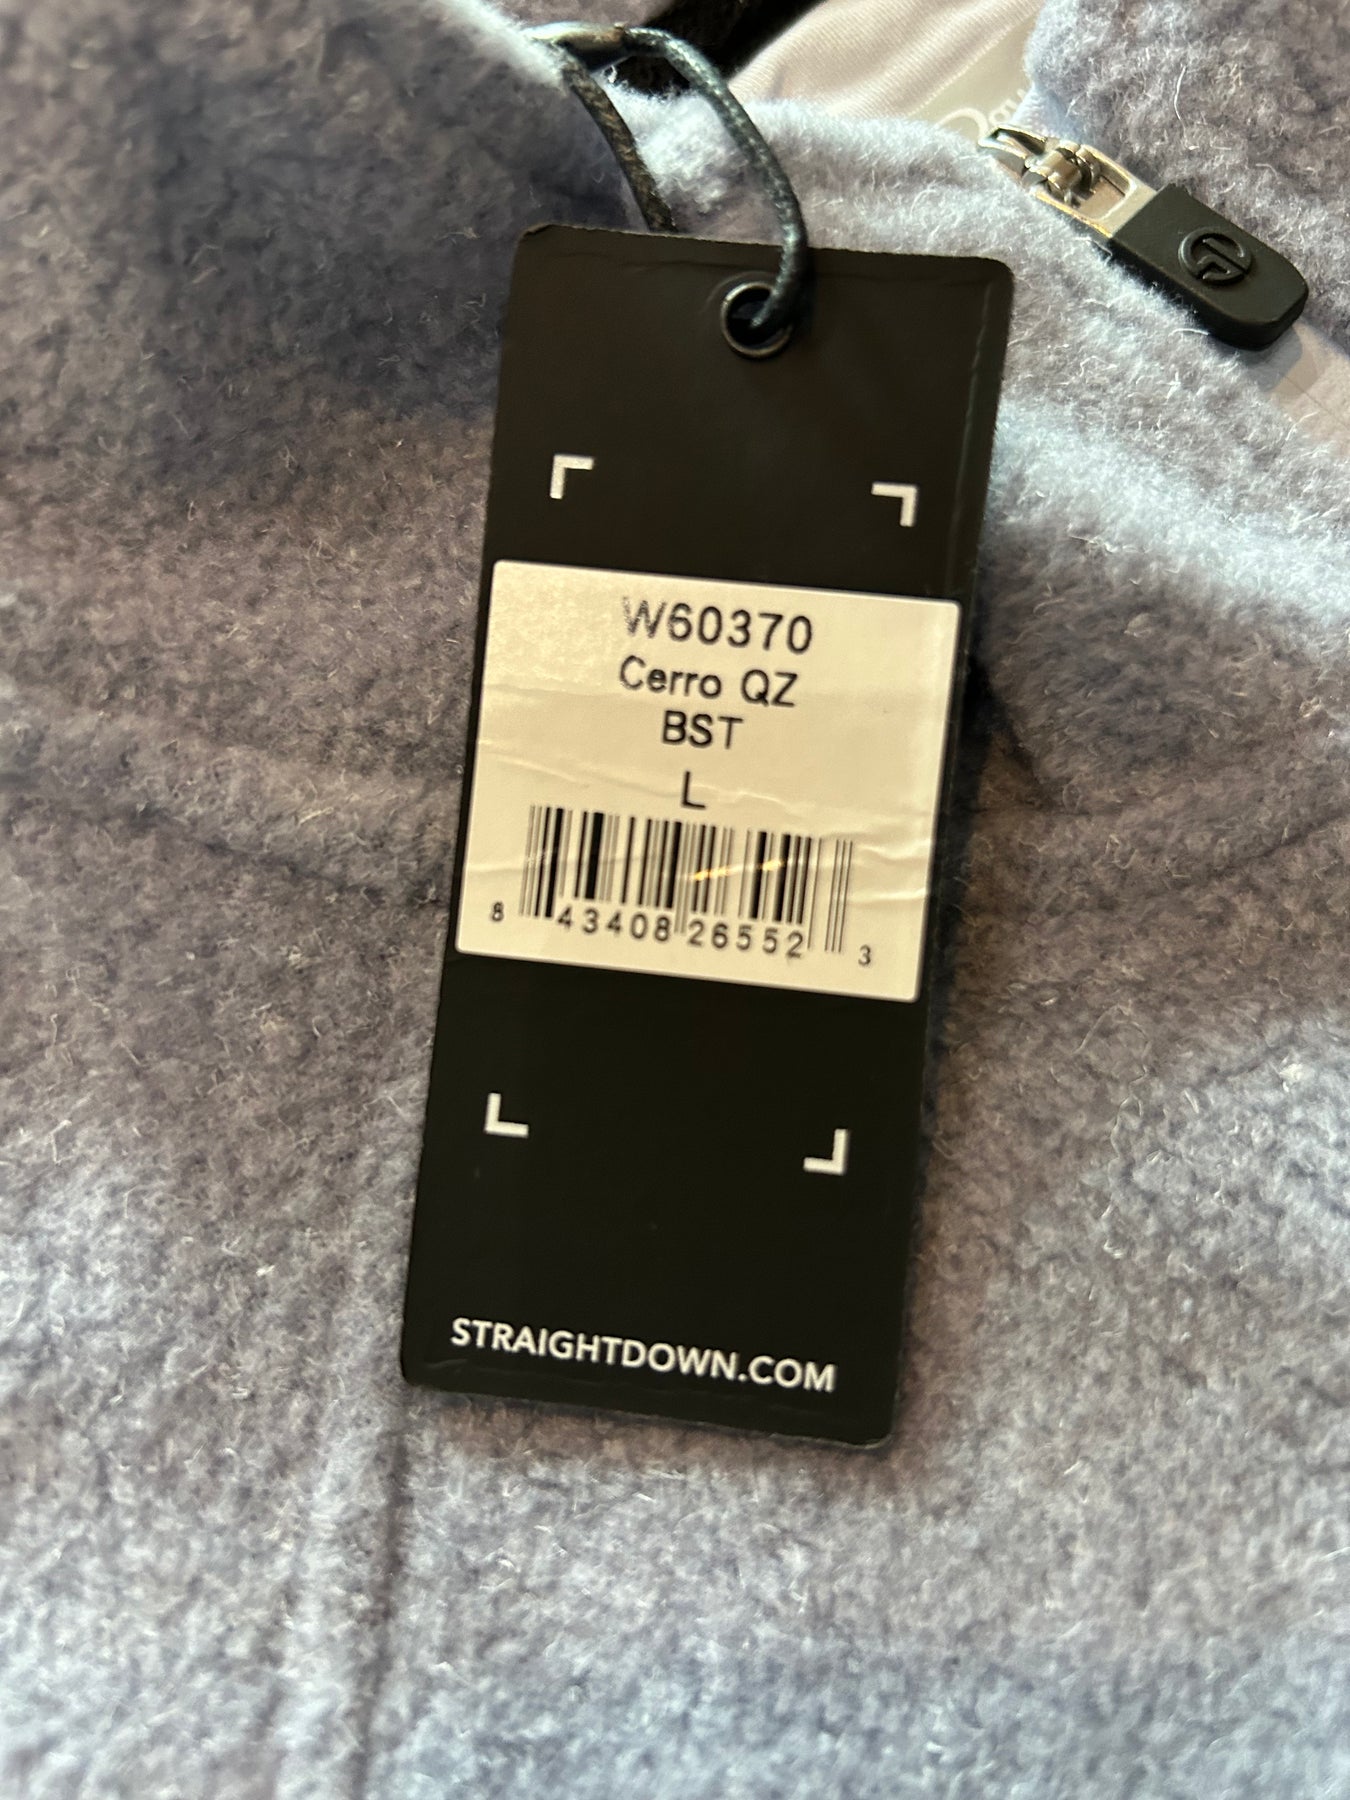 W60370
Cerro QZ
BST
L
8 43408 26552 3
STRAIGHTDOWN.COM